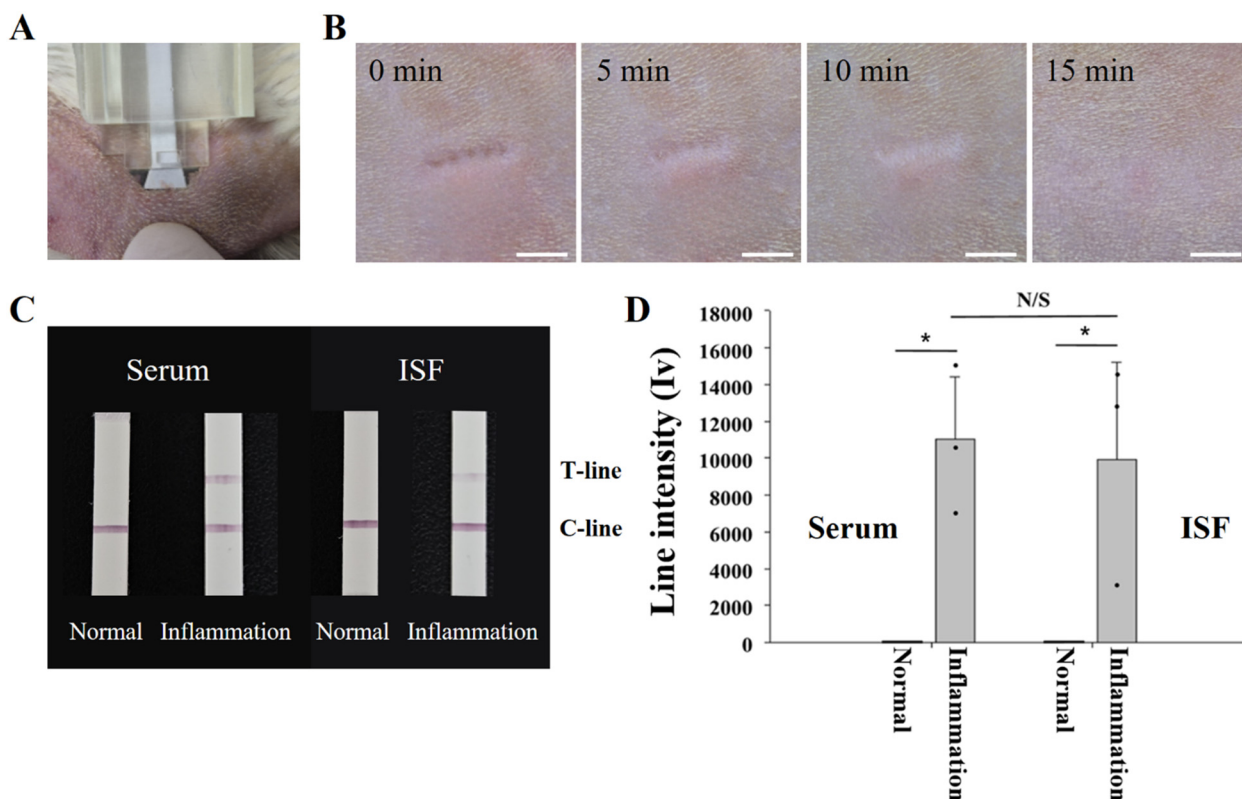 A
B
0 min
5 min
10 min
15 min
C
Serum
ISF
T-line
C-line
Normal
Inflammation
Normal
Inflammation
D
N/S
*
*
Line intensity (Iv)
18000
16000
14000
12000
10000
8000
6000
4000
2000
0
Serum
ISF
Normal
Inflammation
Normal
Inflammation